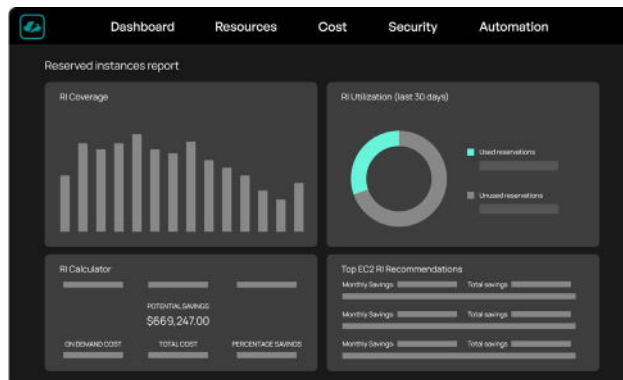 Dashboard Resources Cost Security Automation
Reserved instances report
RI Coverage
RI Utilization (last 30 days)
Used reservations
Unused reservations
RI Calculator
POTENTIAL SAVINGS
$669,247.00
ON DEMAND COST TOTAL COST PERCENTAGE SAVINGS
Top EC2 RI Recommendations
Monthly Savings Total savings
Monthly Savings Total savings
Monthly Savings Total savings